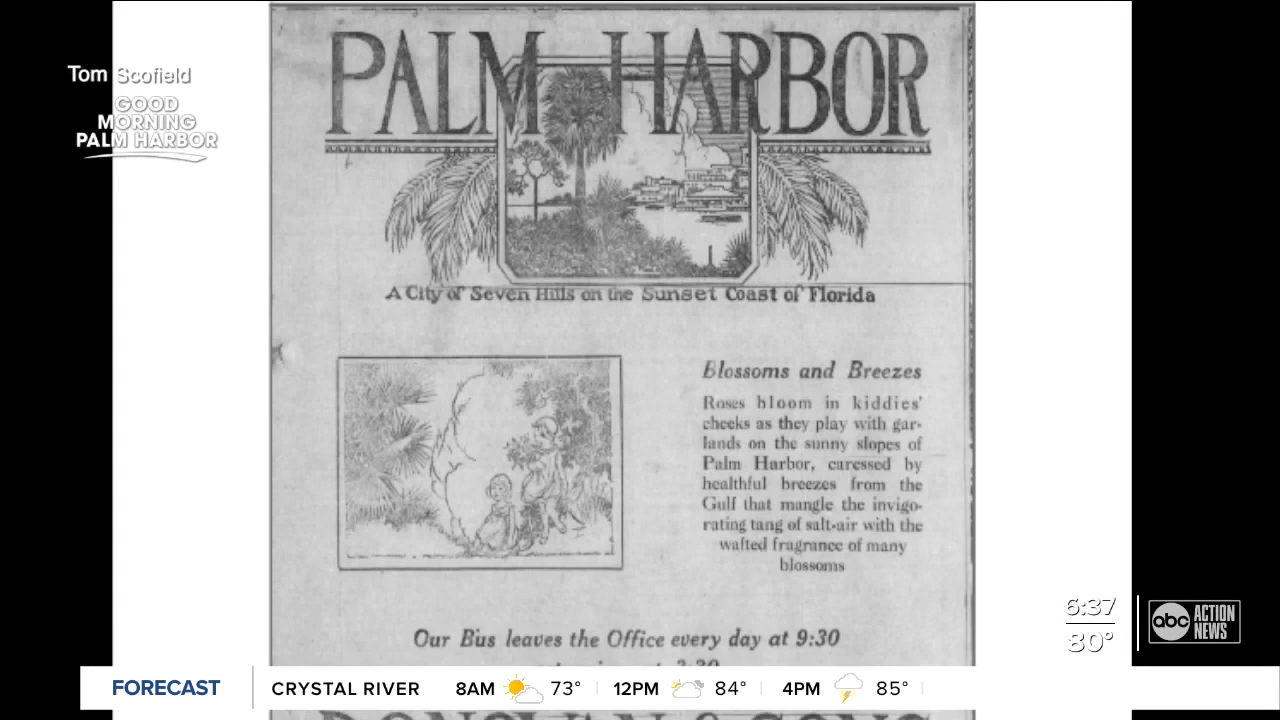 PALM HARBOR
Tom Scofield
GOOD
MORNING
PALM HARBOR
A City of Seven Hills on the Sunset Coast of Florida
Blossoms and Breezes
Roses bloom in kiddies'
cheeks as they play with gar-
lands on the sunny slopes of
Palm Harbor, caressed by
healthful breezes from the
Gulf that mangle the invigo-
rating tang of salt-air with the
wafted fragrance of many
blossoms
Our Bus leaves the Office every day at 9:30
6:37
80°
abc ACTION
NEWS
FORECAST CRYSTAL RIVER 8AM 73° 12PM 84° 4PM 85°